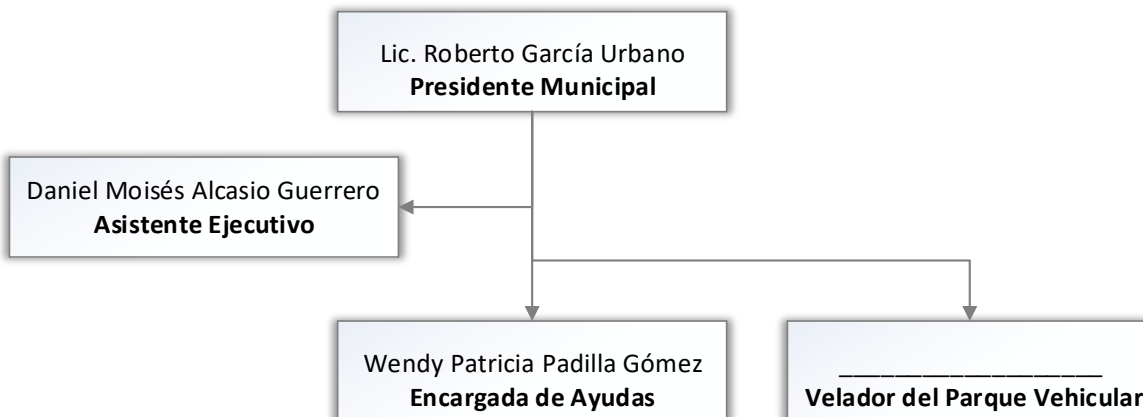 Lic. Roberto García Urbano
Presidente Municipal
Daniel Moisés Alcasio Guerrero
Asistente Ejecutivo
Wendy Patricia Padilla Gómez
Encargada de Ayudas
____________________
Velador del Parque Vehicular